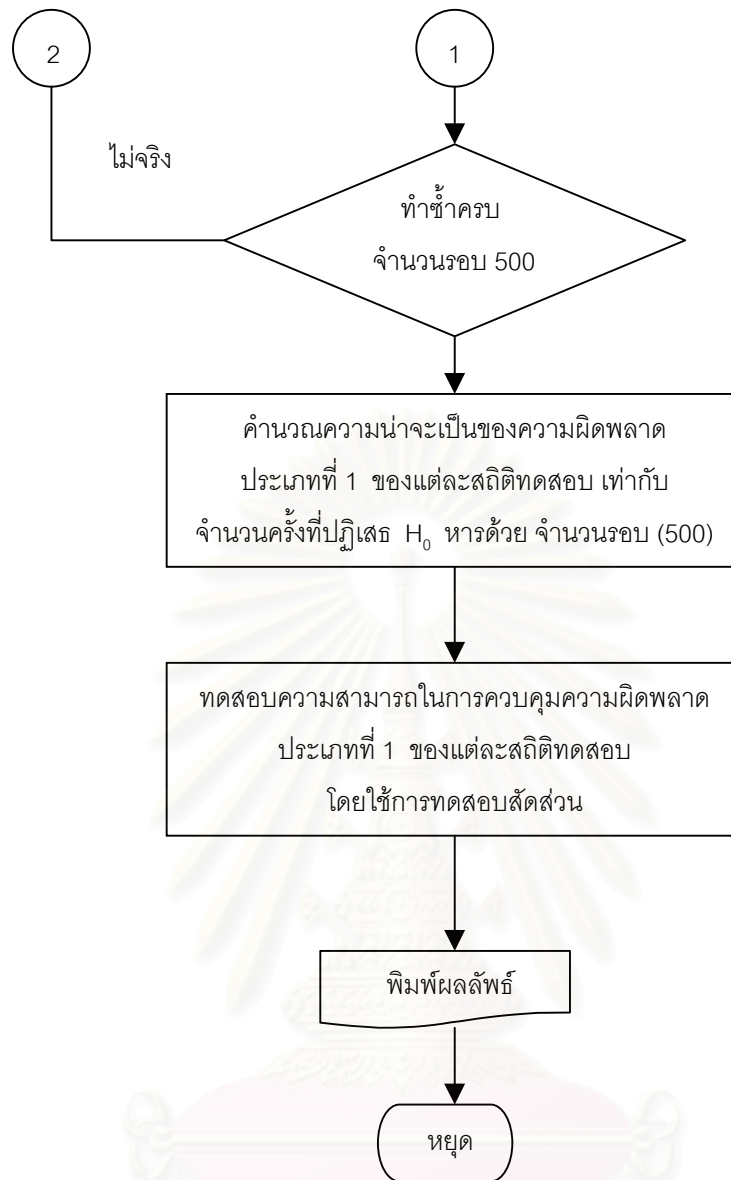 2
1
ไม่จริง
ทำซ้ำครบ
จำนวนรอบ 500
คำนวณความน่าจะเป็นของความผิดพลาด
ประเภทที่ 1 ของแต่ละสถิติทดสอบ เท่ากับ
จำนวนครั้งที่ปฏิเสธ H₀ หารด้วย จำนวนรอบ (500)
ทดสอบความสามารถในการควบคุมความผิดพลาด
ประเภทที่ 1 ของแต่ละสถิติทดสอบ
โดยใช้การทดสอบสัดส่วน
พิมพ์ผลลัพธ์
หยุด